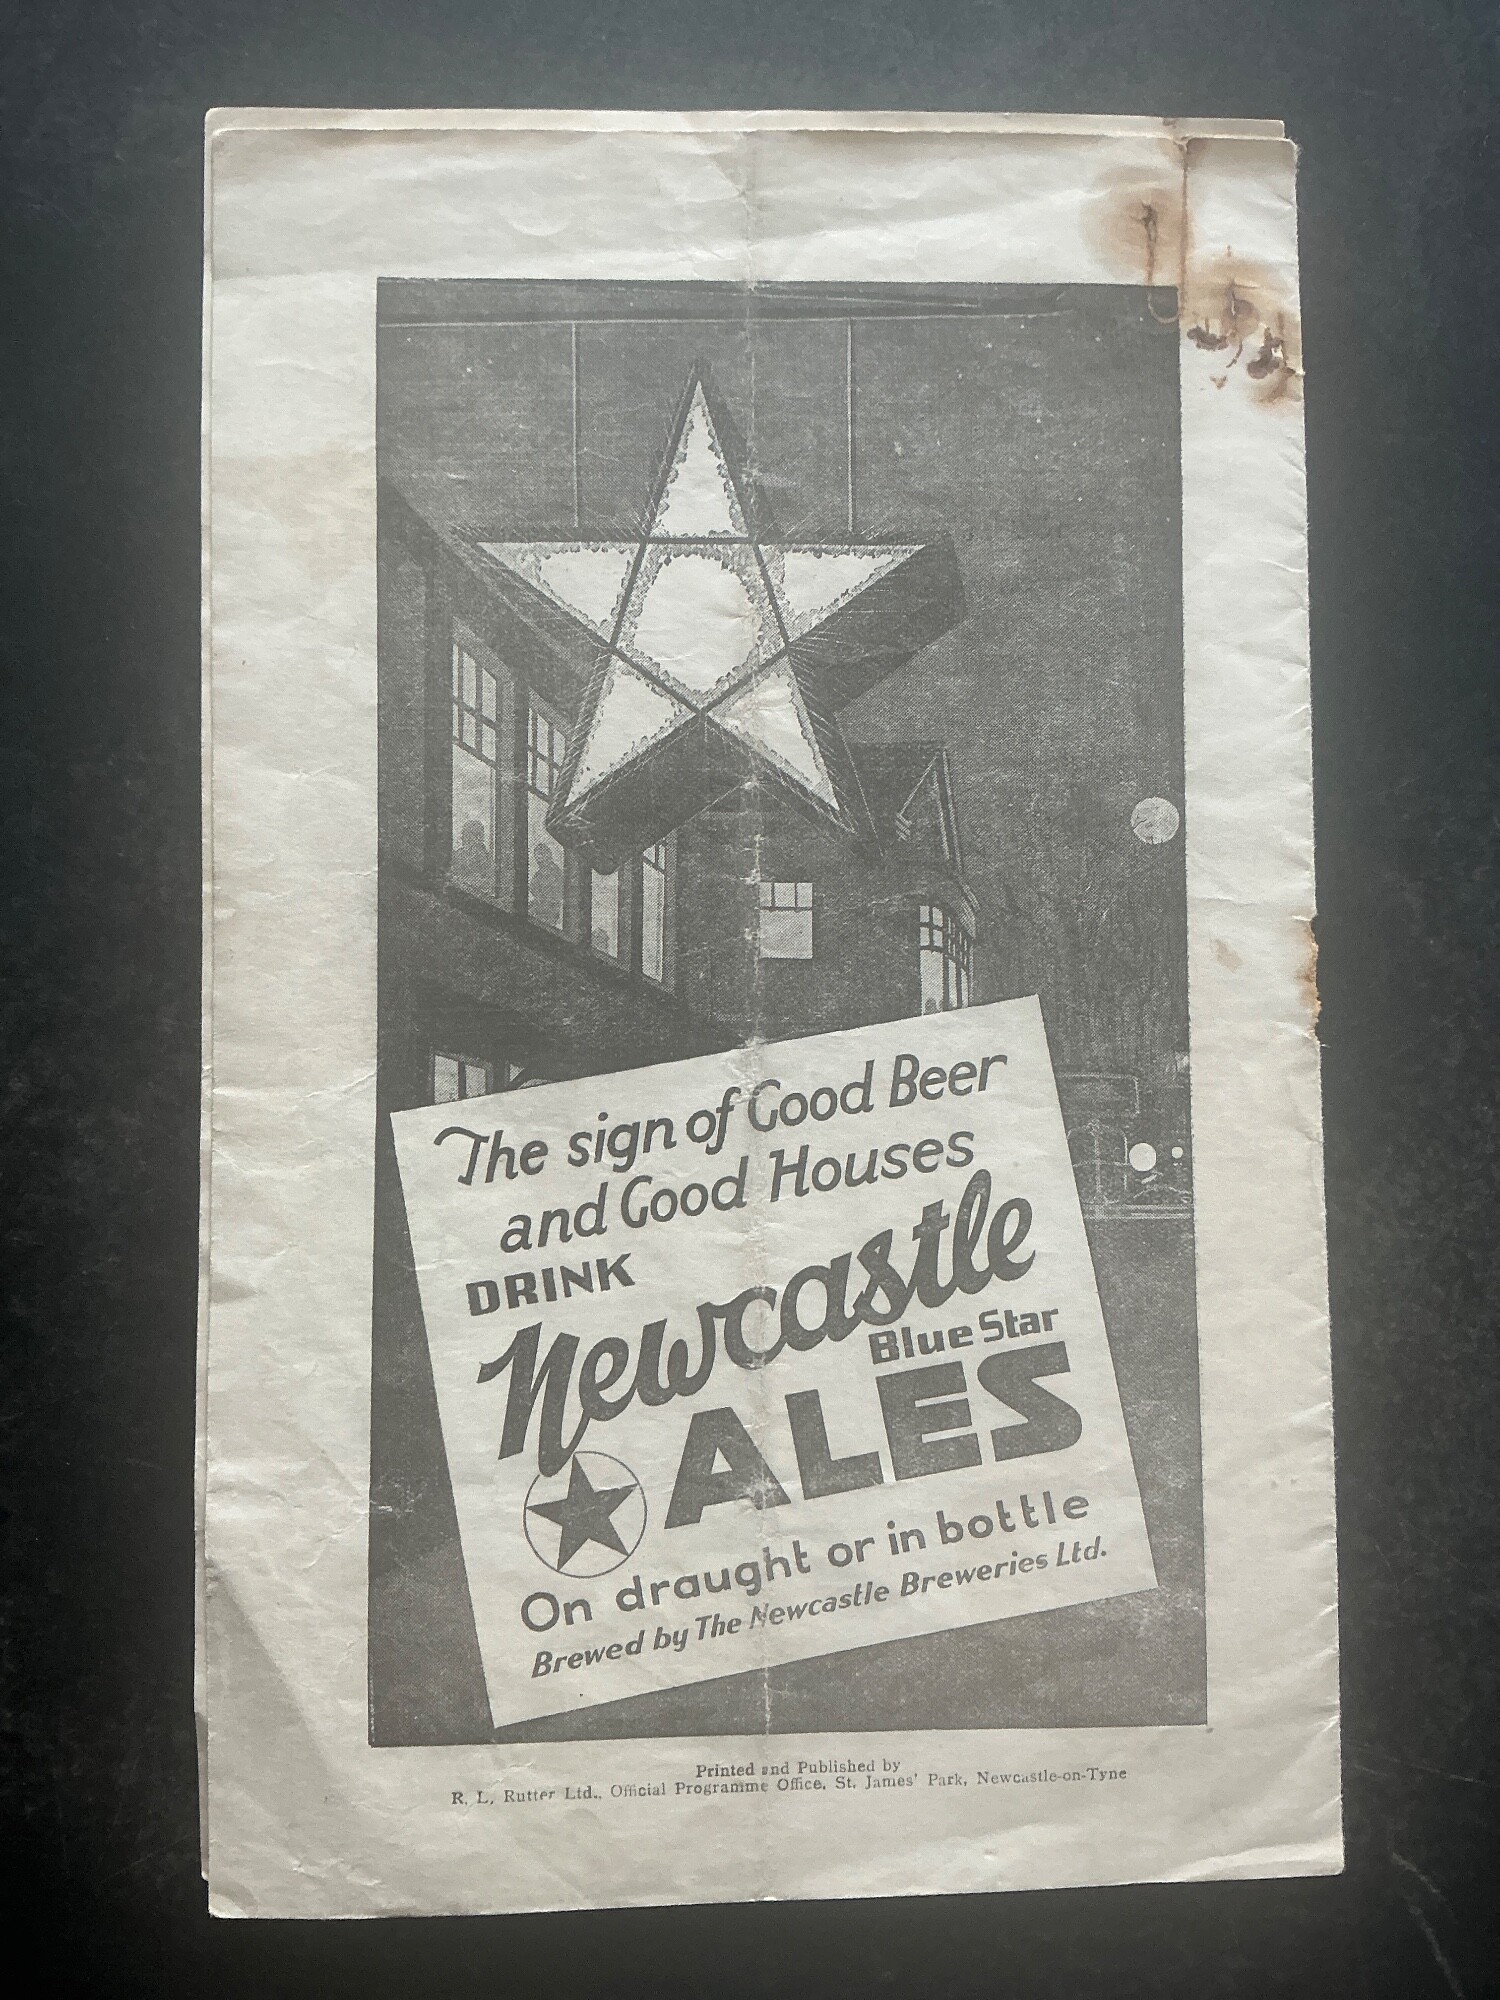 The sign of Good Beer
and Good Houses
DRINK
Newcastle
Blue Star
ALES
On draught or in bottle
Brewed by The Newcastle Breweries Ltd.
Printed and Published by
R. L. Rutter Ltd., Official Programme Office, St. James' Park, Newcastle-on-Tyne